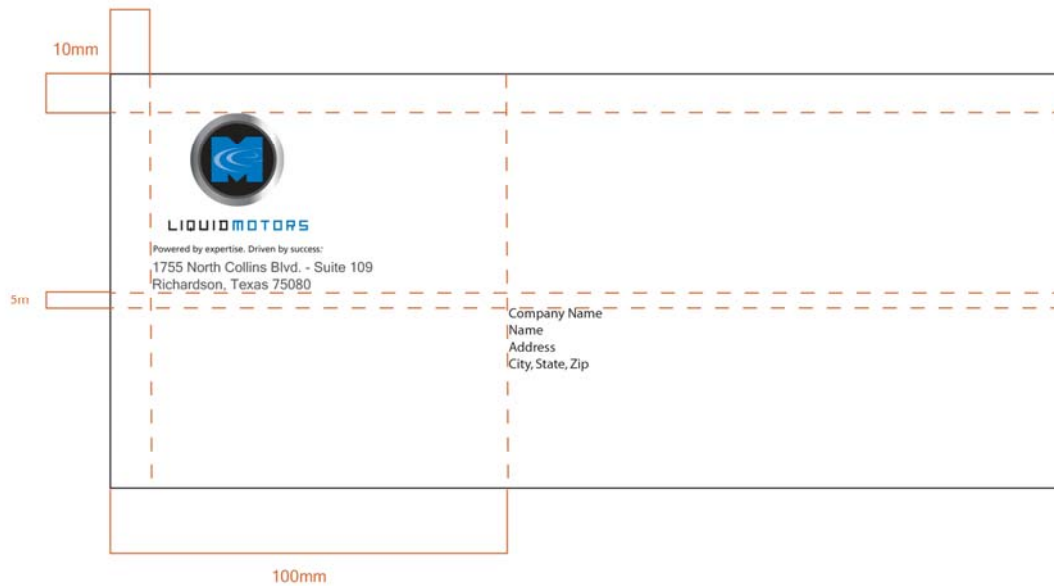 10mm
LIQUIDMOTORS
Powered by expertise. Driven by success.
1755 North Collins Blvd. - Suite 109
Richardson, Texas 75080
5m
Company Name
Name
Address
City, State, Zip
100mm